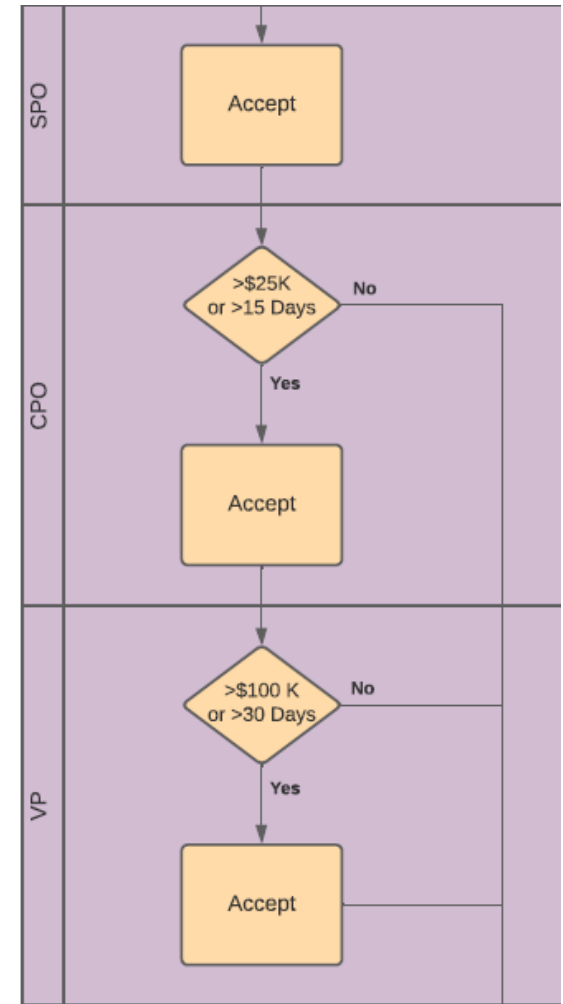 SPO
Accept
CPO
>$25K
or >15 Days
No
Yes
Accept
VP
>$100 K
or >30 Days
No
Yes
Accept